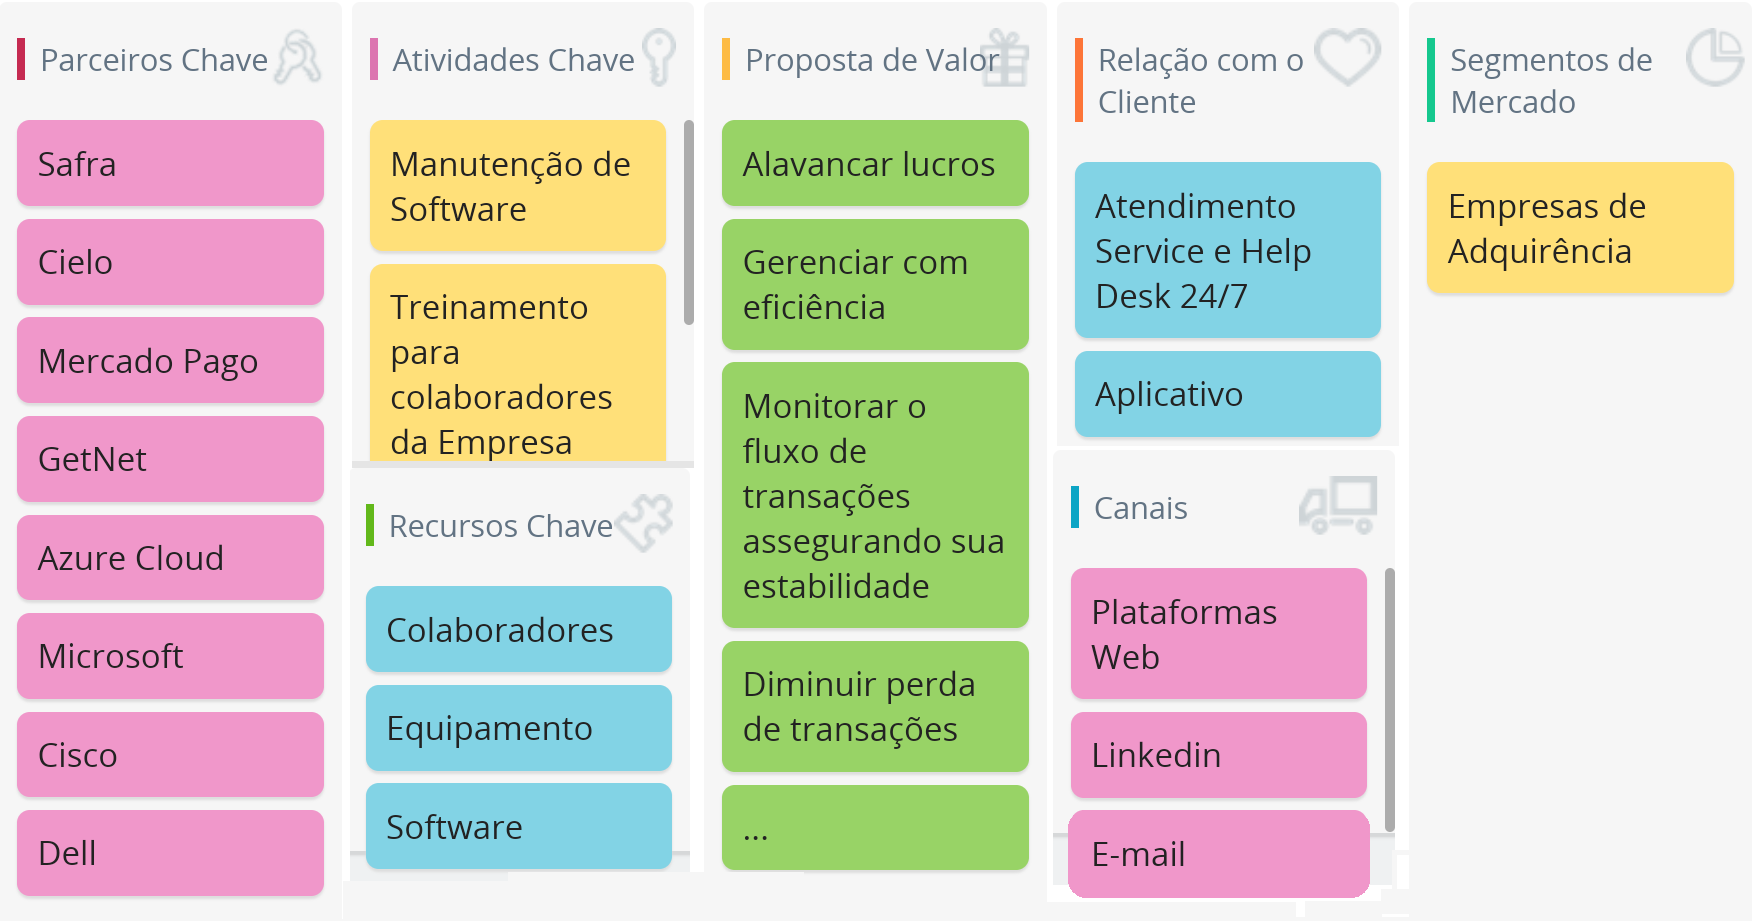 Parceiros Chave
Safra
Cielo
Mercado Pago
GetNet
Azure Cloud
Microsoft
Cisco
Dell
Atividades Chave
Manutenção de
Software
Treinamento
para
colaboradores
da Empresa
Recursos Chave
Colaboradores
Equipamento
Software
Proposta de Valor
Alavancar lucros
Gerenciar com
eficiência
Monitorar o
fluxo de
transações
assegurando sua
estabilidade
Diminuir perda
de transações
...
Relação com o
Cliente
Atendimento
Service e Help
Desk 24/7
Aplicativo
Canais
Plataformas
Web
Linkedin
E-mail
Segmentos de
Mercado
Empresas de
Adquirência